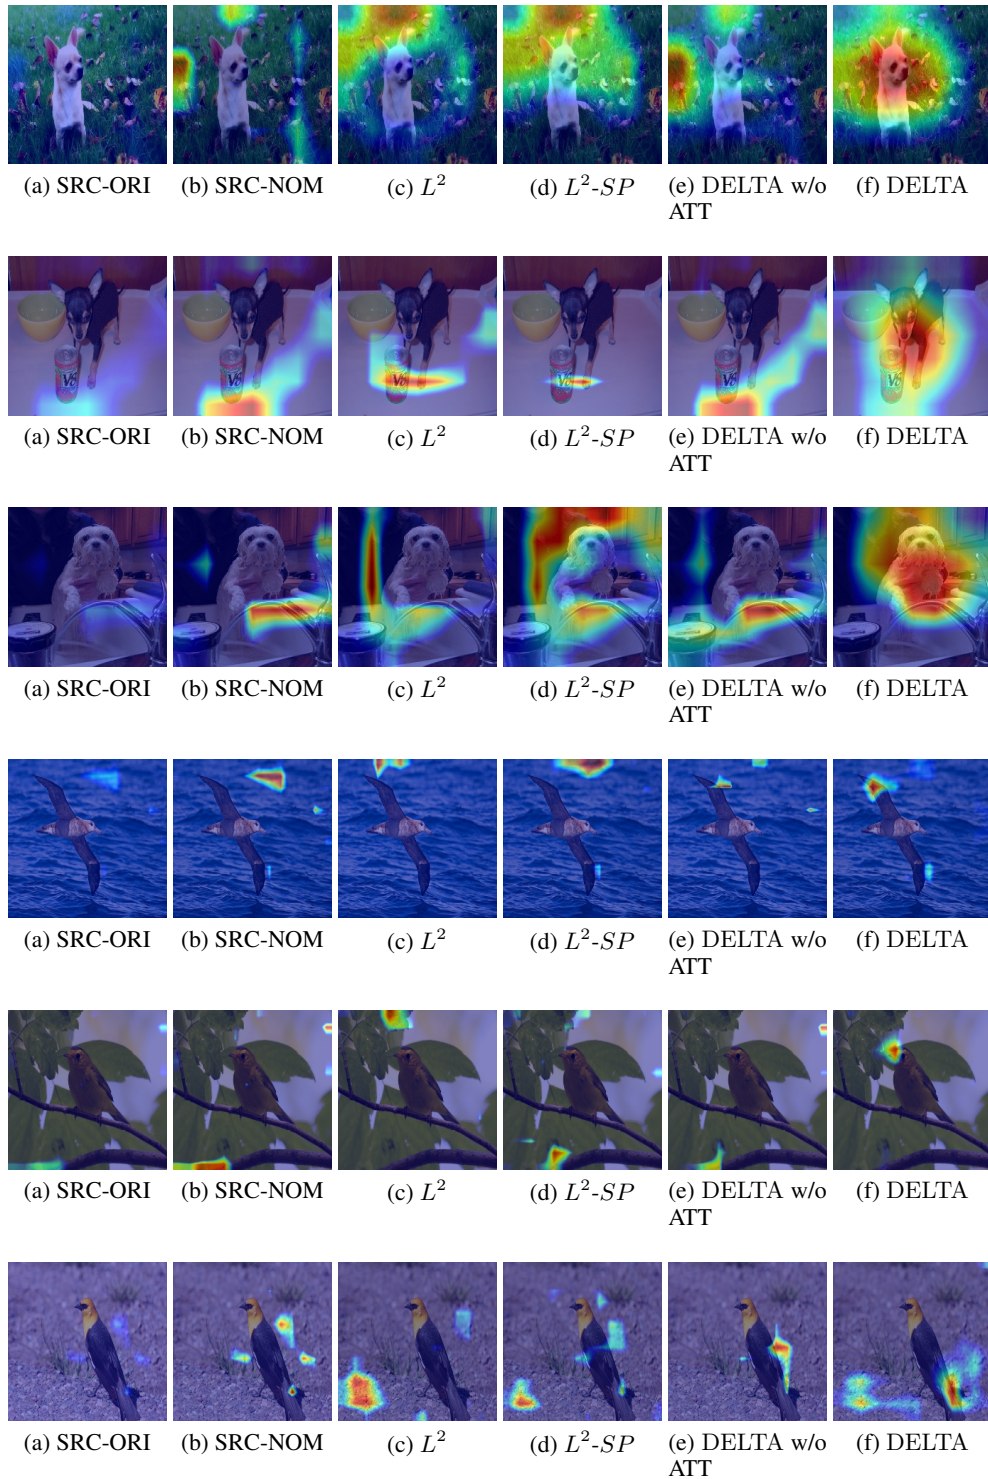 (a) SRC-ORI (b) SRC-NOM (c) L² (d) L²-SP (e) DELTA w/o ATT (f) DELTA
V8
(a) SRC-ORI (b) SRC-NOM (c) L² (d) L²-SP (e) DELTA w/o ATT (f) DELTA
(a) SRC-ORI (b) SRC-NOM (c) L² (d) L²-SP (e) DELTA w/o ATT (f) DELTA
(a) SRC-ORI (b) SRC-NOM (c) L² (d) L²-SP (e) DELTA w/o ATT (f) DELTA
(a) SRC-ORI (b) SRC-NOM (c) L² (d) L²-SP (e) DELTA w/o ATT (f) DELTA
(a) SRC-ORI (b) SRC-NOM (c) L² (d) L²-SP (e) DELTA w/o ATT (f) DELTA